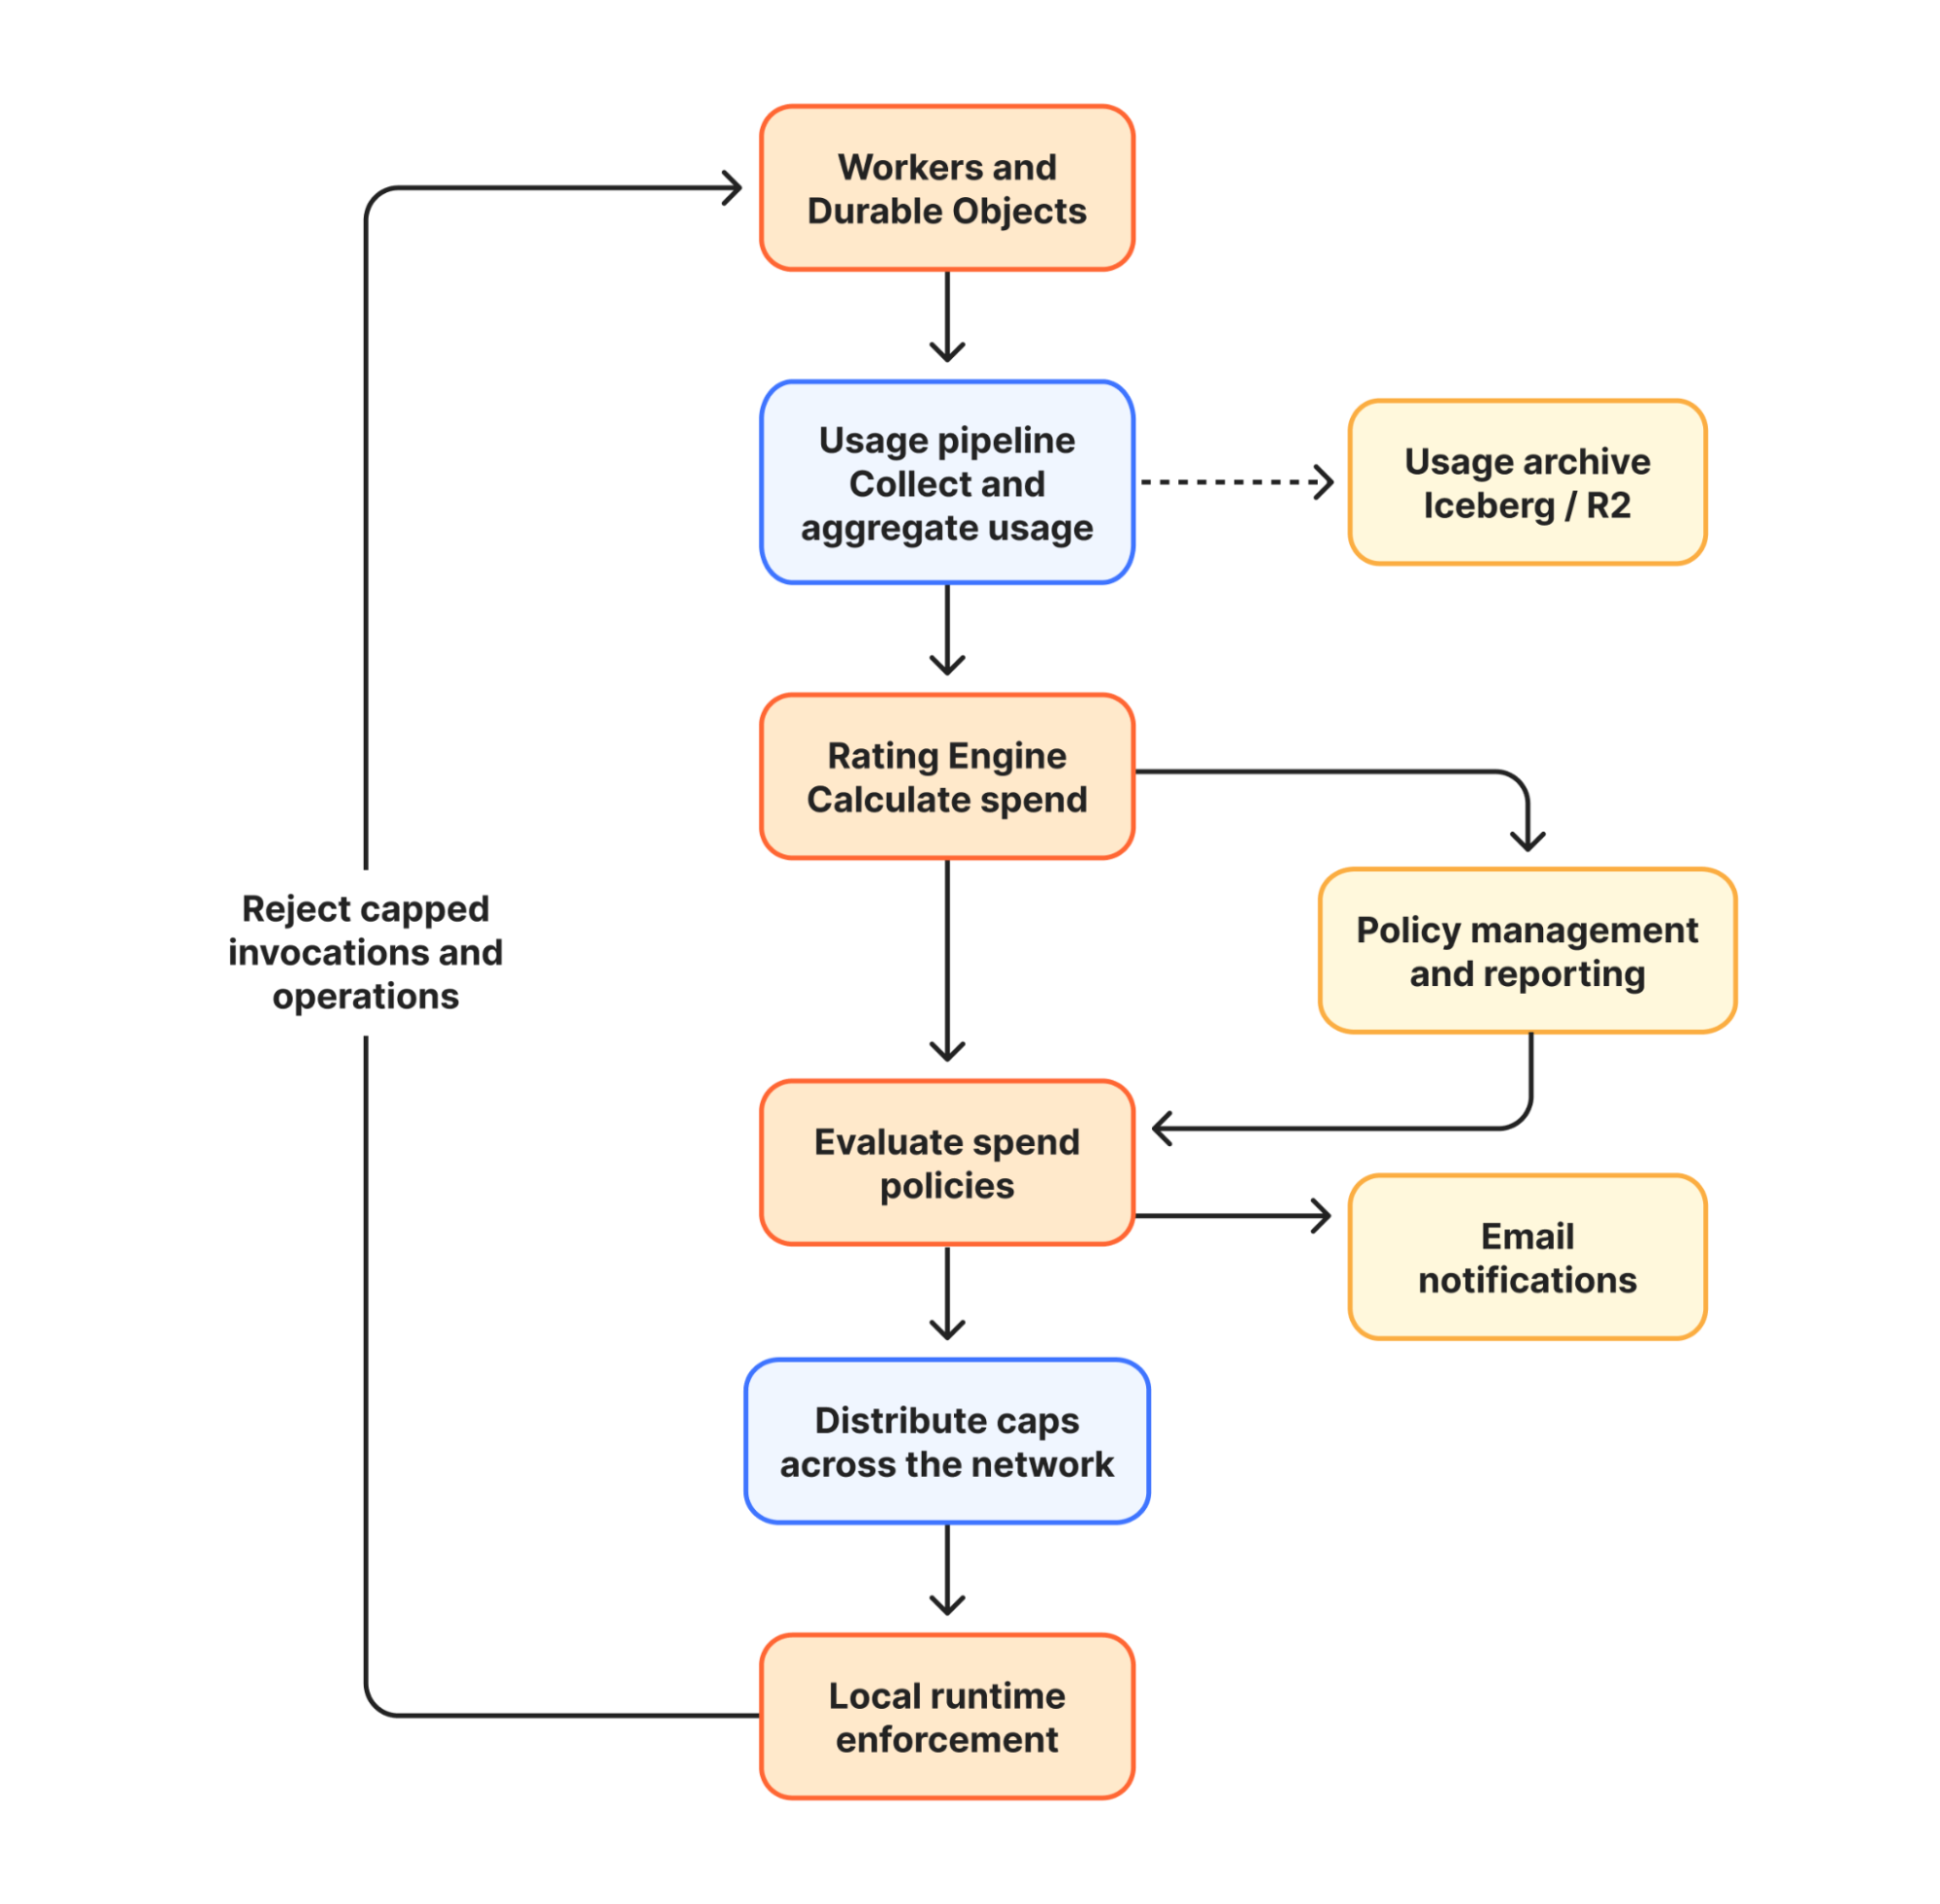 Workers and
Durable Objects
Usage pipeline
Collect and
aggregate usage
Usage archive
Iceberg / R2
Rating Engine
Calculate spend
Reject capped
invocations and
operations
Policy management
and reporting
Evaluate spend
policies
Email
notifications
Distribute caps
across the network
Local runtime
enforcement